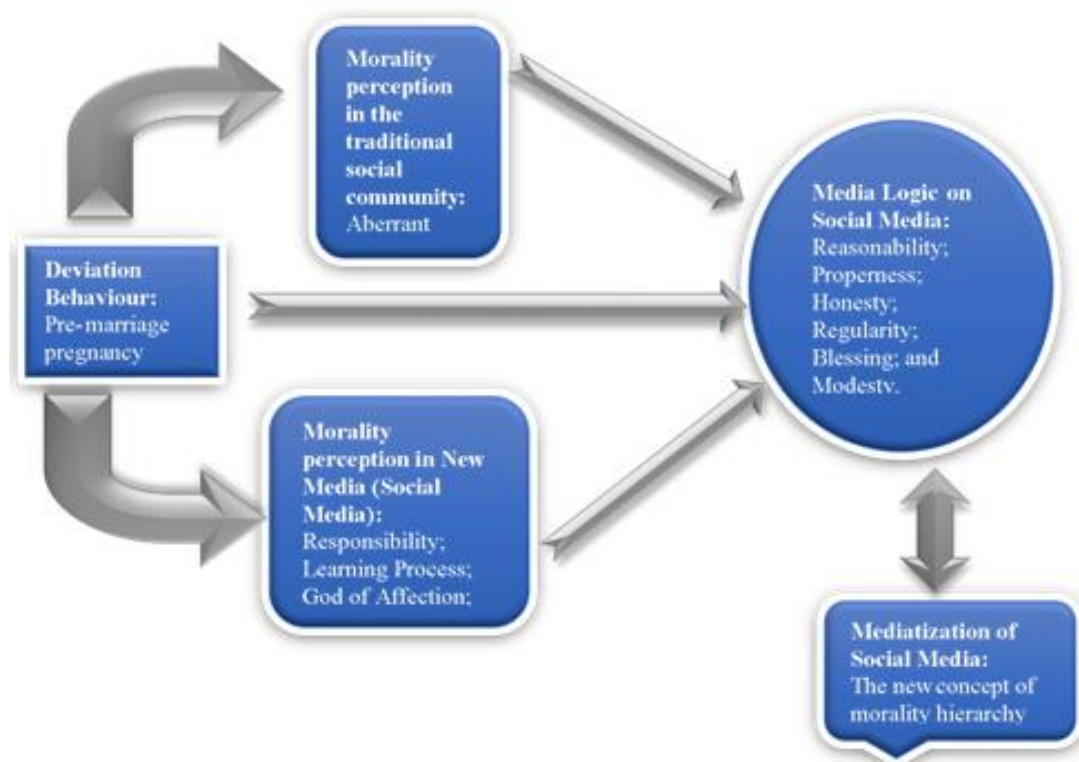 Morality
perception
in the
traditional
social
community:
Aberrant
Media Logic on
Social Media:
Reasonability;
Properness;
Honesty;
Regularity;
Blessing; and
Modesty.
Deviation
Behaviour:
Pre-marriage
pregnancy
Morality
perception in New
Media (Social
Media):
Responsibility;
Learning Process;
God of Affection;
Mediatization of
Social Media:
The new concept of
morality hierarchy